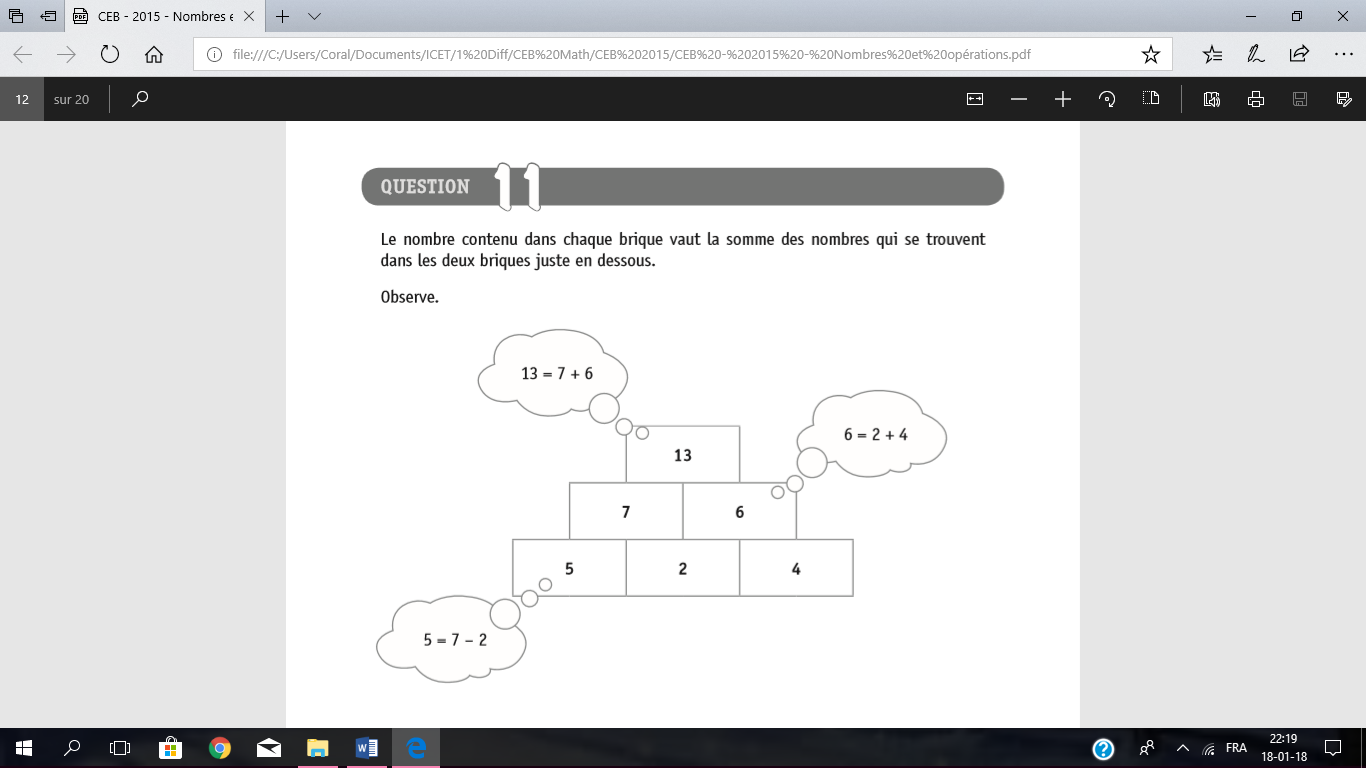 CEB - 2015 - Nombres e
file:///C:/Users/Coral/Documents/ICET/1%20Diff/CEB%20Math/CEB%202015/CEB%20-%202015%20-%20Nombres%20et%20opérations.pdf
12 sur 20
QUESTION 11
Le nombre contenu dans chaque brique vaut la somme des nombres qui se trouvent
dans les deux briques juste en dessous.
Observe.
13 = 7 + 6
6 = 2 + 4
13
7 6
5 2 4
5 = 7 – 2
FRA
22:19
18-01-18